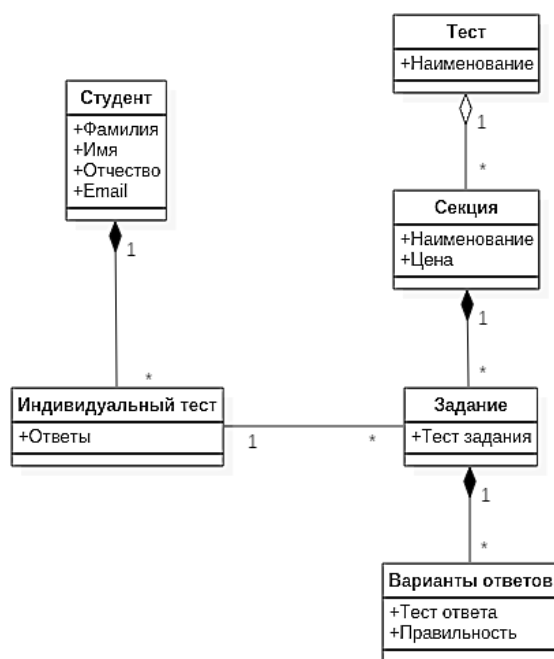 Тест
+Наименование
1
*
Студент
+Фамилия
+Имя
+Отчество
+Email
1
*
Секция
+Наименование
+Цена
1
*
Индивидуальный тест
+Ответы
1
*
Задание
+Тест задания
1
*
Варианты ответов
+Тест ответа
+Правильность